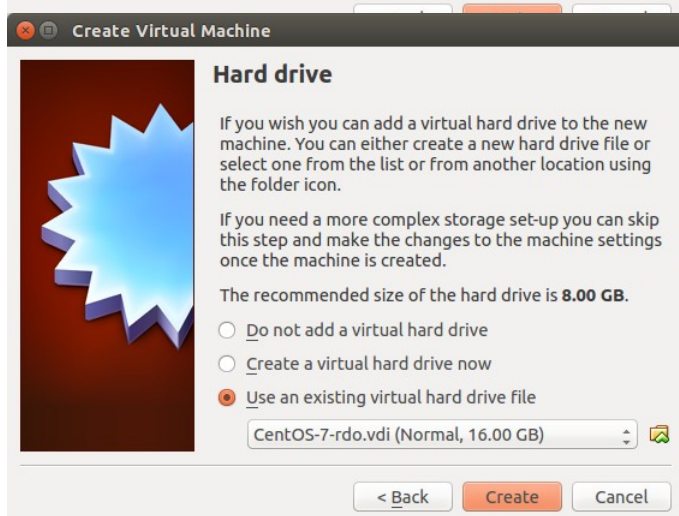 Create Virtual Machine
Hard drive
If you wish you can add a virtual hard drive to the new
machine. You can either create a new hard drive file or
select one from the list or from another location using
the folder icon.
If you need a more complex storage set-up you can skip
this step and make the changes to the machine settings
once the machine is created.
The recommended size of the hard drive is 8.00 GB.
Do not add a virtual hard drive
Create a virtual hard drive now
Use an existing virtual hard drive file
CentOS-7-rdo.vdi (Normal, 16.00 GB)
< Back Create Cancel